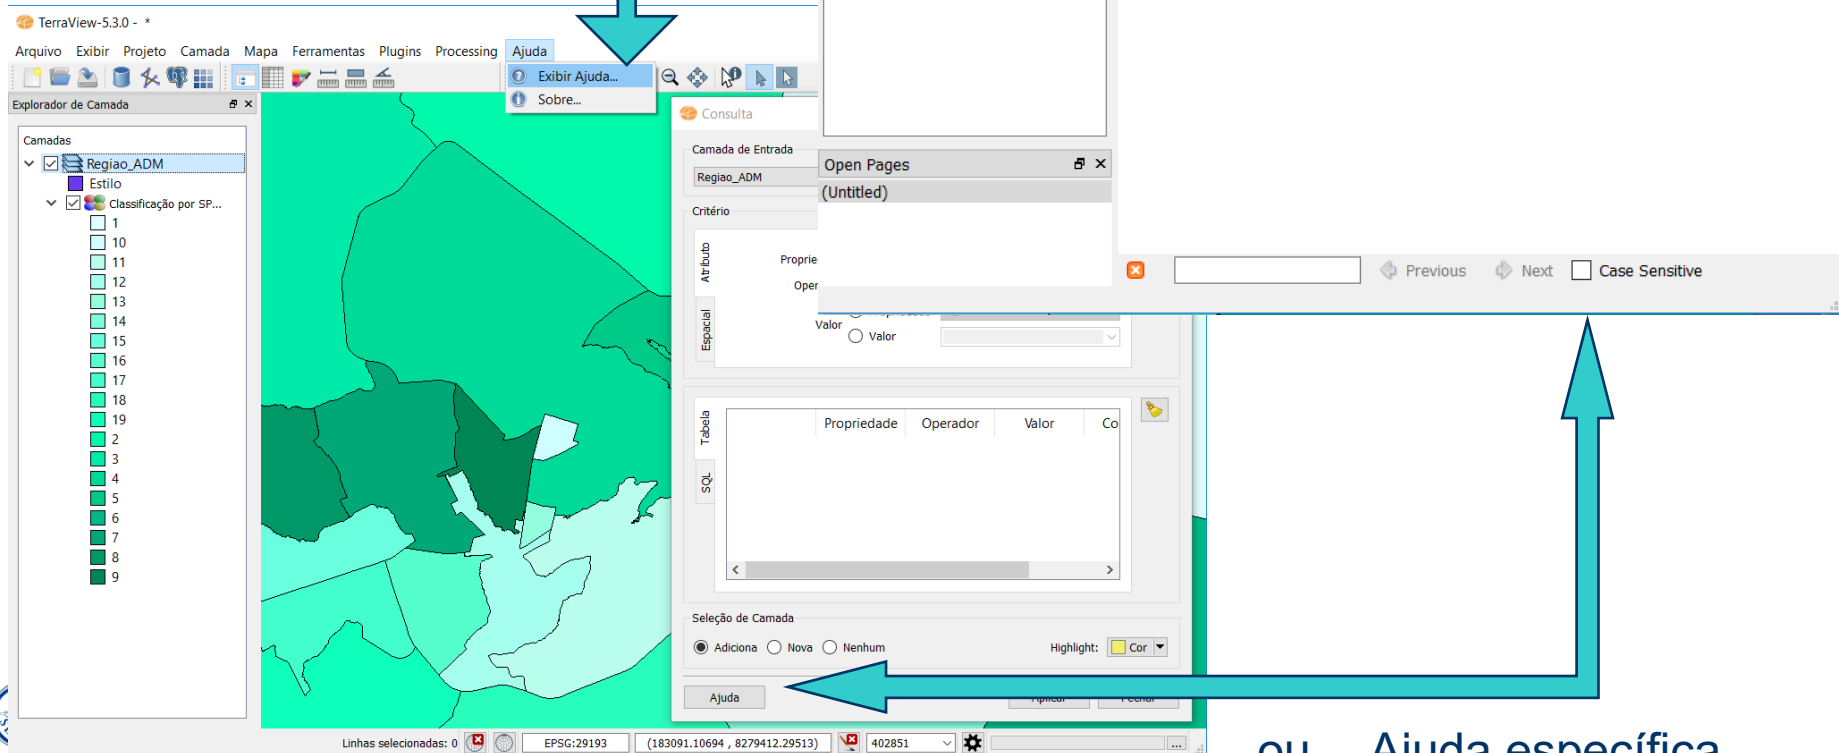 TerraView-5.3.0 - *
Arquivo Exibir Projeto Camada Mapa Ferramentas Plugins Processing Ajuda
Exibir Ajuda...
Sobre...
Explorador de Camada
Camadas
Regiao_ADM
Estilo
Classificação por SP...
1
10
11
12
13
14
15
16
17
18
19
2
3
4
5
6
7
8
9
Consulta
Camada de Entrada
Regiao_ADM
Critério
Atributo
Espacial
Proprie
Oper
Valor
Valor
Open Pages
(Untitled)
Previous Next Case Sensitive
Tabela
SQL
Propriedade Operador Valor Co
Seleção de Camada
Adiciona Nova Nenhum Highlight: Cor
Ajuda
Linhas selecionadas: 0 EPSG:29193 (183091.10694 , 8279412.29513) 402851 ...
ou Ajuda específica